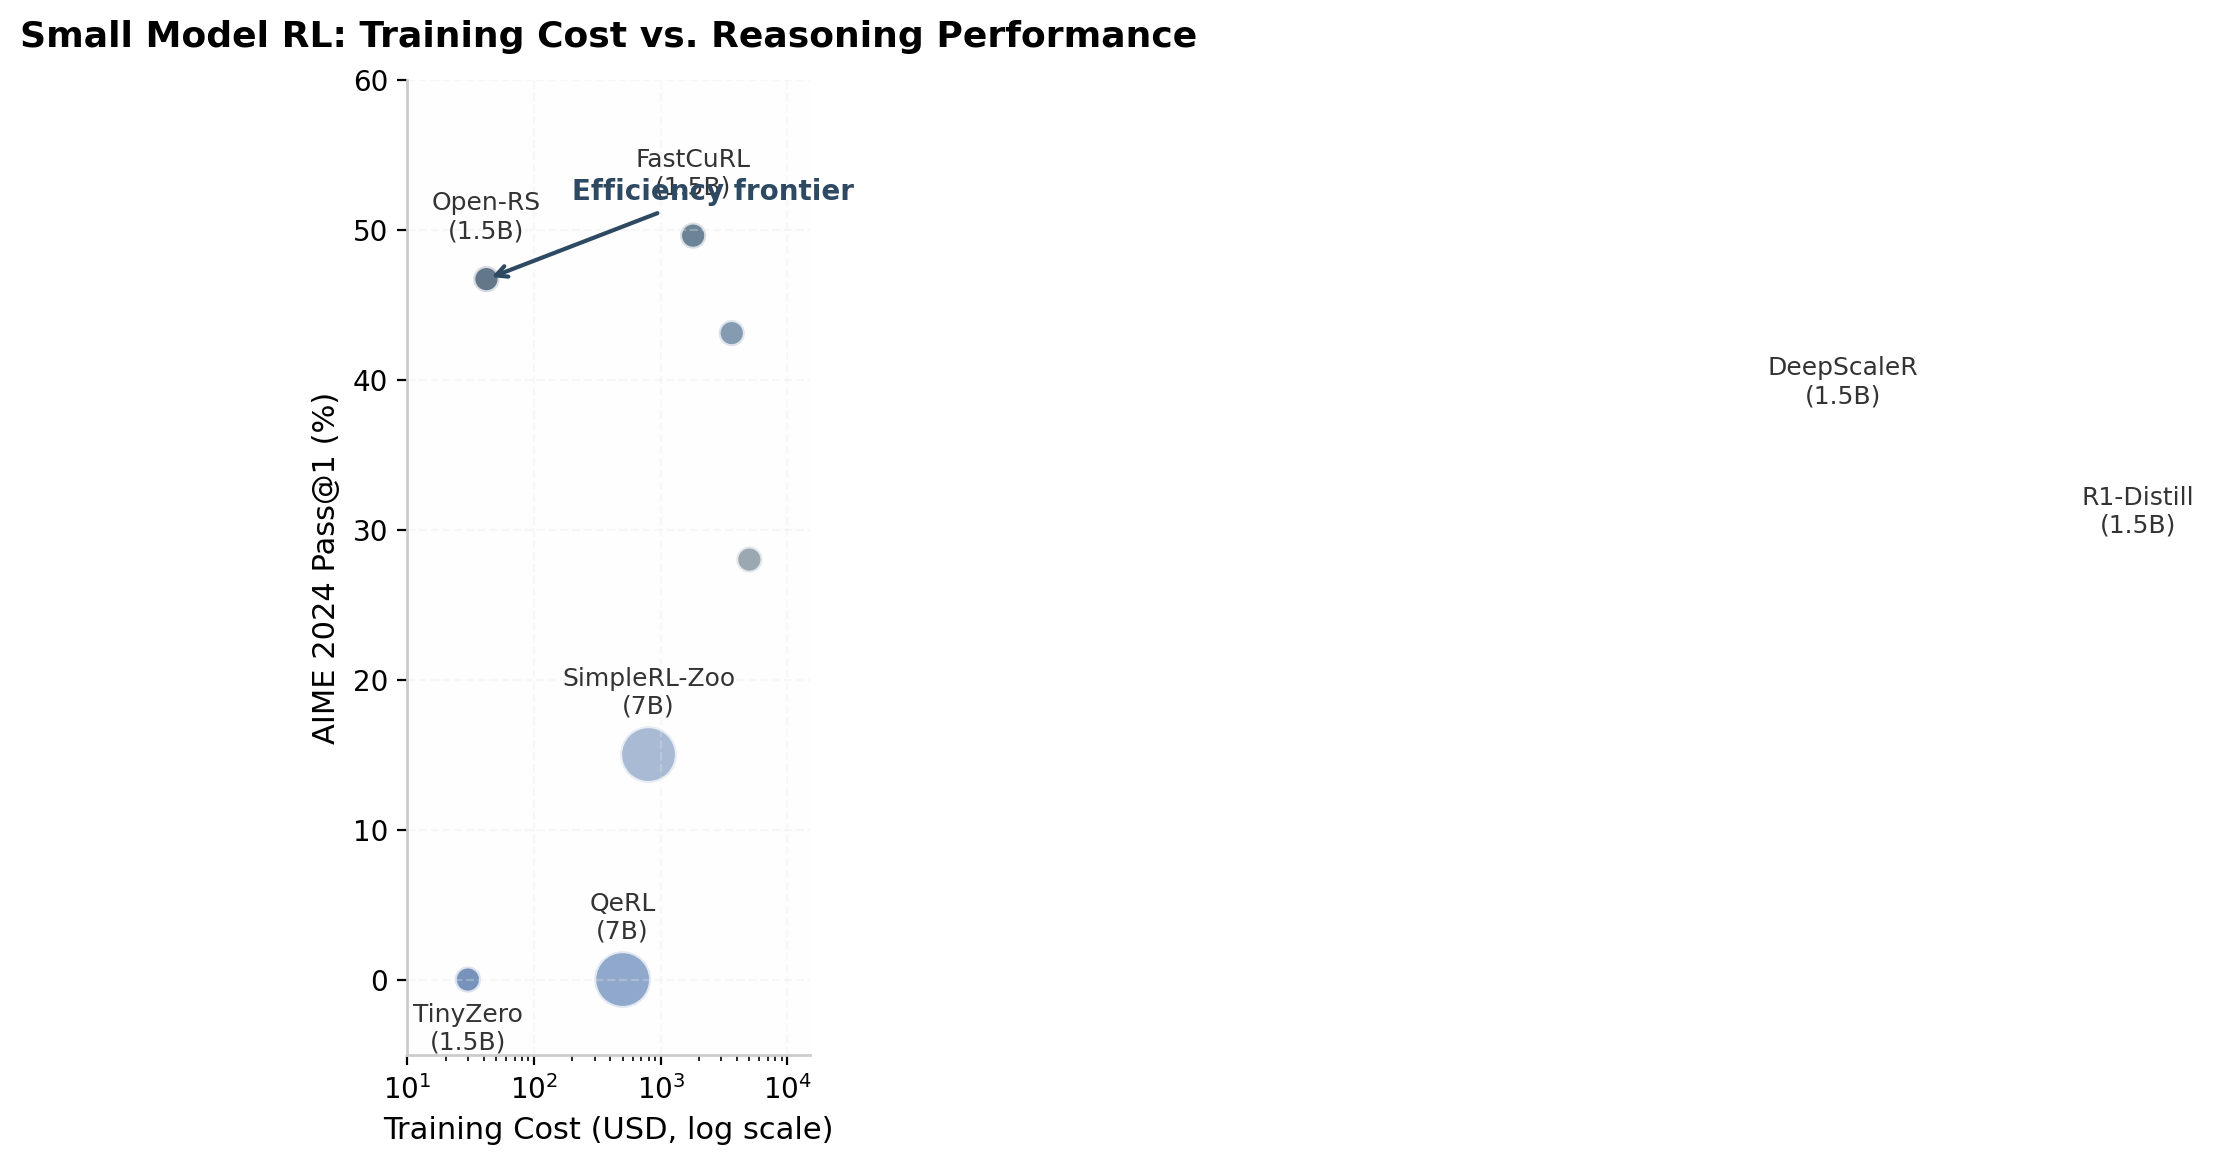 Small Model RL: Training Cost vs. Reasoning Performance
60
50
40
30
20
10
0
AIME 2024 Pass@1 (%)
FastCuRL
(1.5B)
Efficiency frontier
Open-RS
(1.5B)
DeepScaleR
(1.5B)
R1-Distill
(1.5B)
SimpleRL-Zoo
(7B)
QeRL
(7B)
TinyZero
(1.5B)
10¹ 10² 10³ 10⁴
Training Cost (USD, log scale)